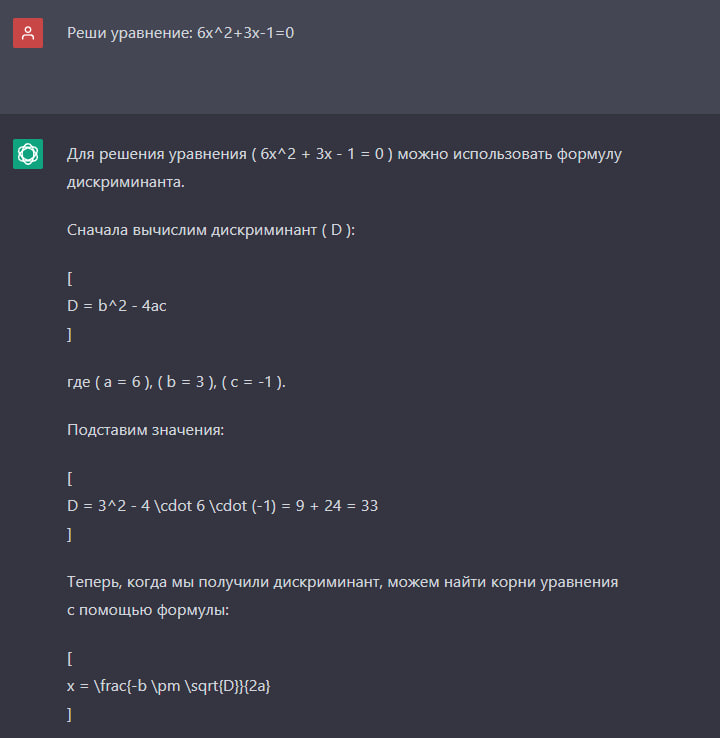 Реши уравнение: 6x^2+3x-1=0
Для решения уравнения ( 6x^2 + 3x - 1 = 0 ) можно использовать формулу
дискриминанта.
Сначала вычислим дискриминант ( D ):
[
D = b^2 - 4ac
]
где ( a = 6 ), ( b = 3 ), ( c = -1 ).
Подставим значения:
[
D = 3^2 - 4 \cdot 6 \cdot (-1) = 9 + 24 = 33
]
Теперь, когда мы получили дискриминант, можем найти корни уравнения
с помощью формулы:
[
x = \frac{-b \pm \sqrt{D}}{2a}
]